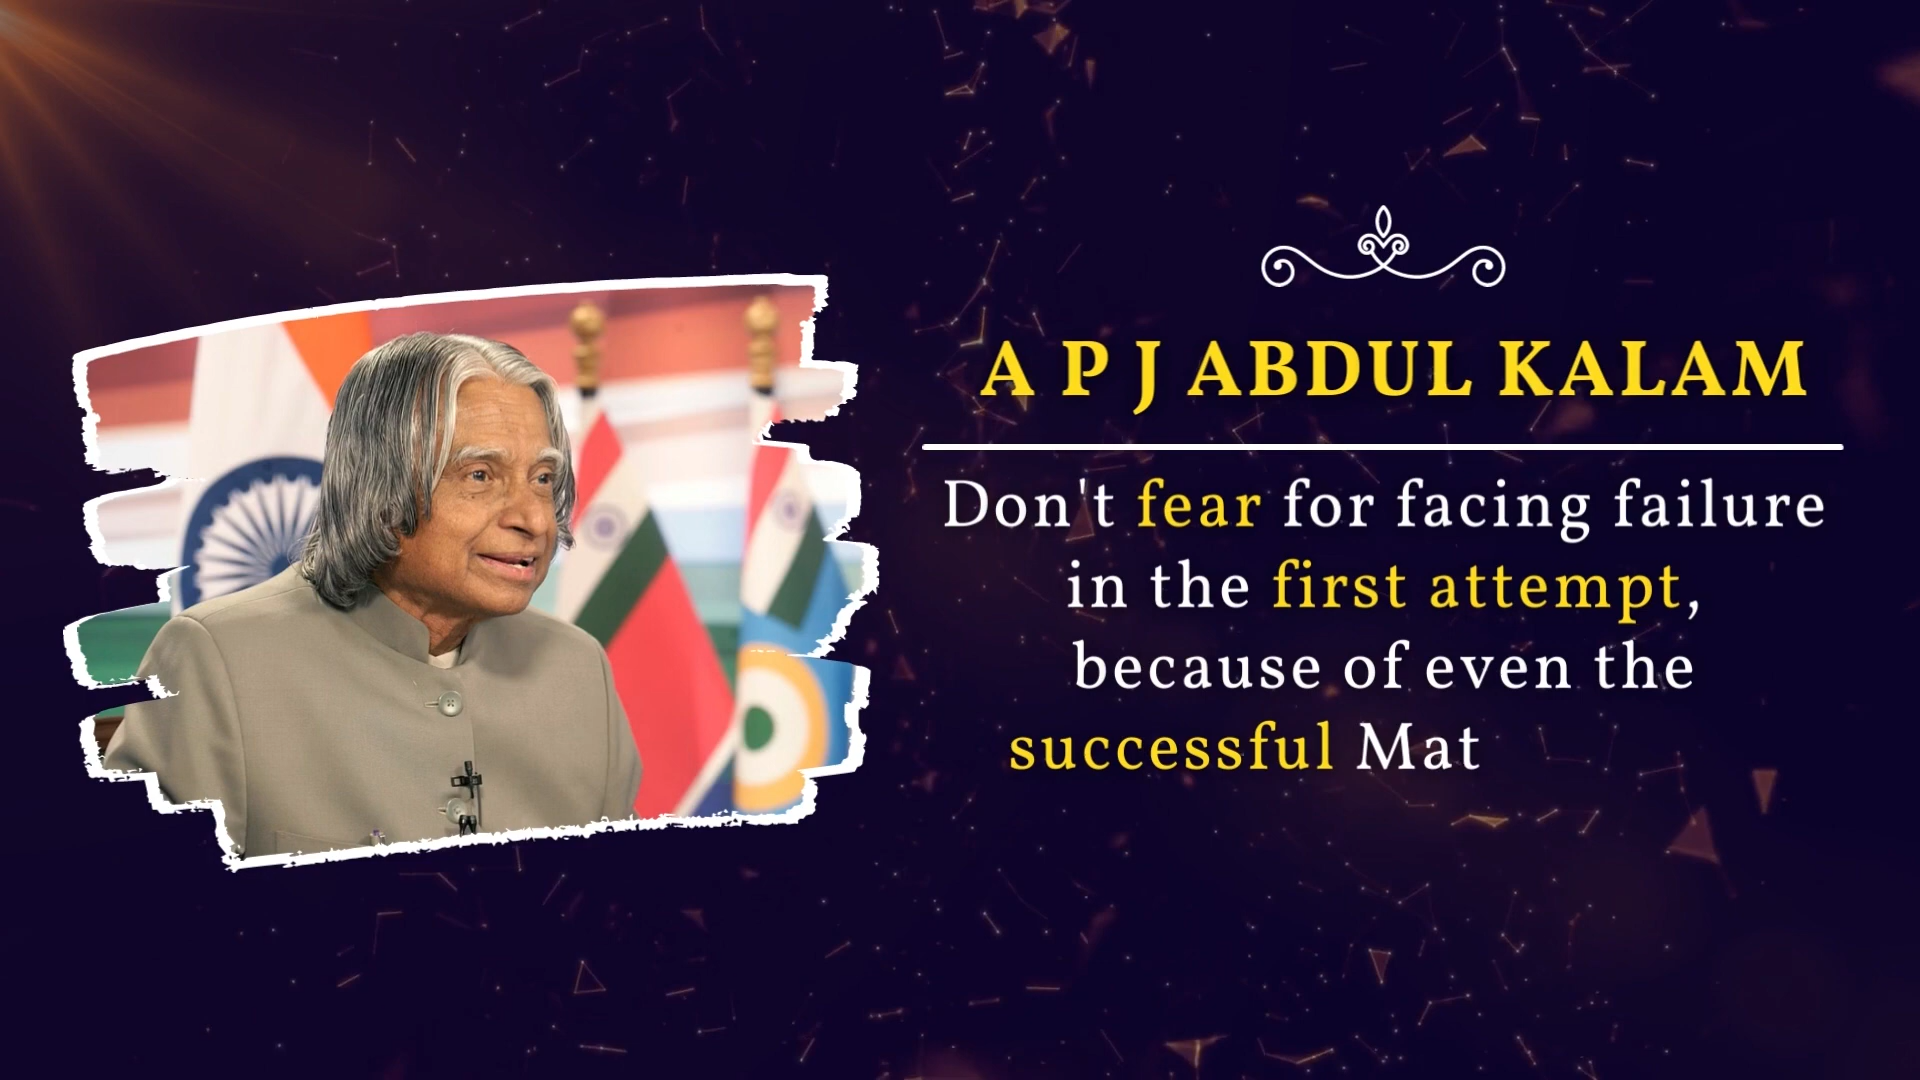 A P J ABDUL KALAM
Don't fear for facing failure
in the first attempt,
because of even the
successful Mat